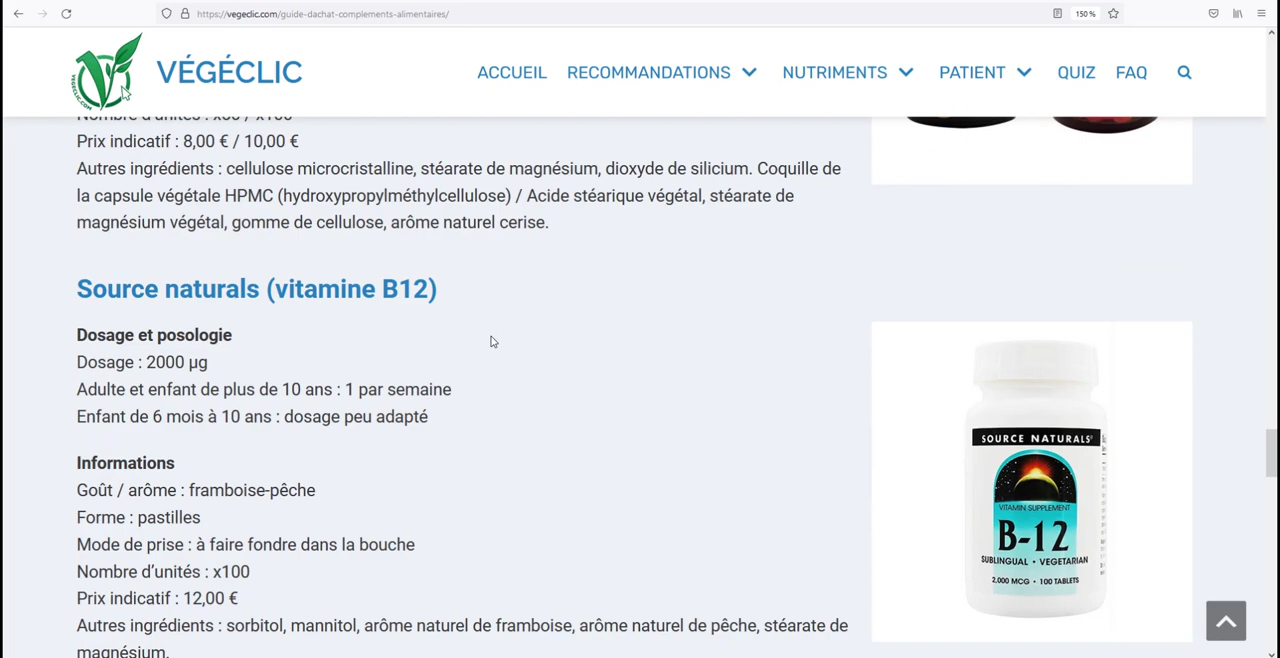 https://vegeclic.com/guide-dachat-complements-alimentaires/
150 %
VEGECLIC.COM
VÉGÉCLIC
ACCUEIL
RECOMMANDATIONS
NUTRIMENTS
PATIENT
QUIZ
FAQ
Nombre d'unités : x60 / x100
Prix indicatif : 8,00 € / 10,00 €
Autres ingrédients : cellulose microcristalline, stéarate de magnésium, dioxyde de silicium. Coquille de
la capsule végétale HPMC (hydroxypropylméthylcellulose) / Acide stéarique végétal, stéarate de
magnésium végétal, gomme de cellulose, arôme naturel cerise.
Source naturals (vitamine B12)
Dosage et posologie
Dosage : 2000 µg
Adulte et enfant de plus de 10 ans : 1 par semaine
Enfant de 6 mois à 10 ans : dosage peu adapté
Informations
Goût / arôme : framboise-pêche
Forme : pastilles
Mode de prise : à faire fondre dans la bouche
Nombre d’unités : x100
Prix indicatif : 12,00 €
Autres ingrédients : sorbitol, mannitol, arôme naturel de framboise, arôme naturel de pêche, stéarate de
magnésium.
SOURCE NATURALS®
VITAMIN SUPPLEMENT
B-12
SUBLINGUAL • VEGETARIAN
2,000 MCG • 100 TABLETS